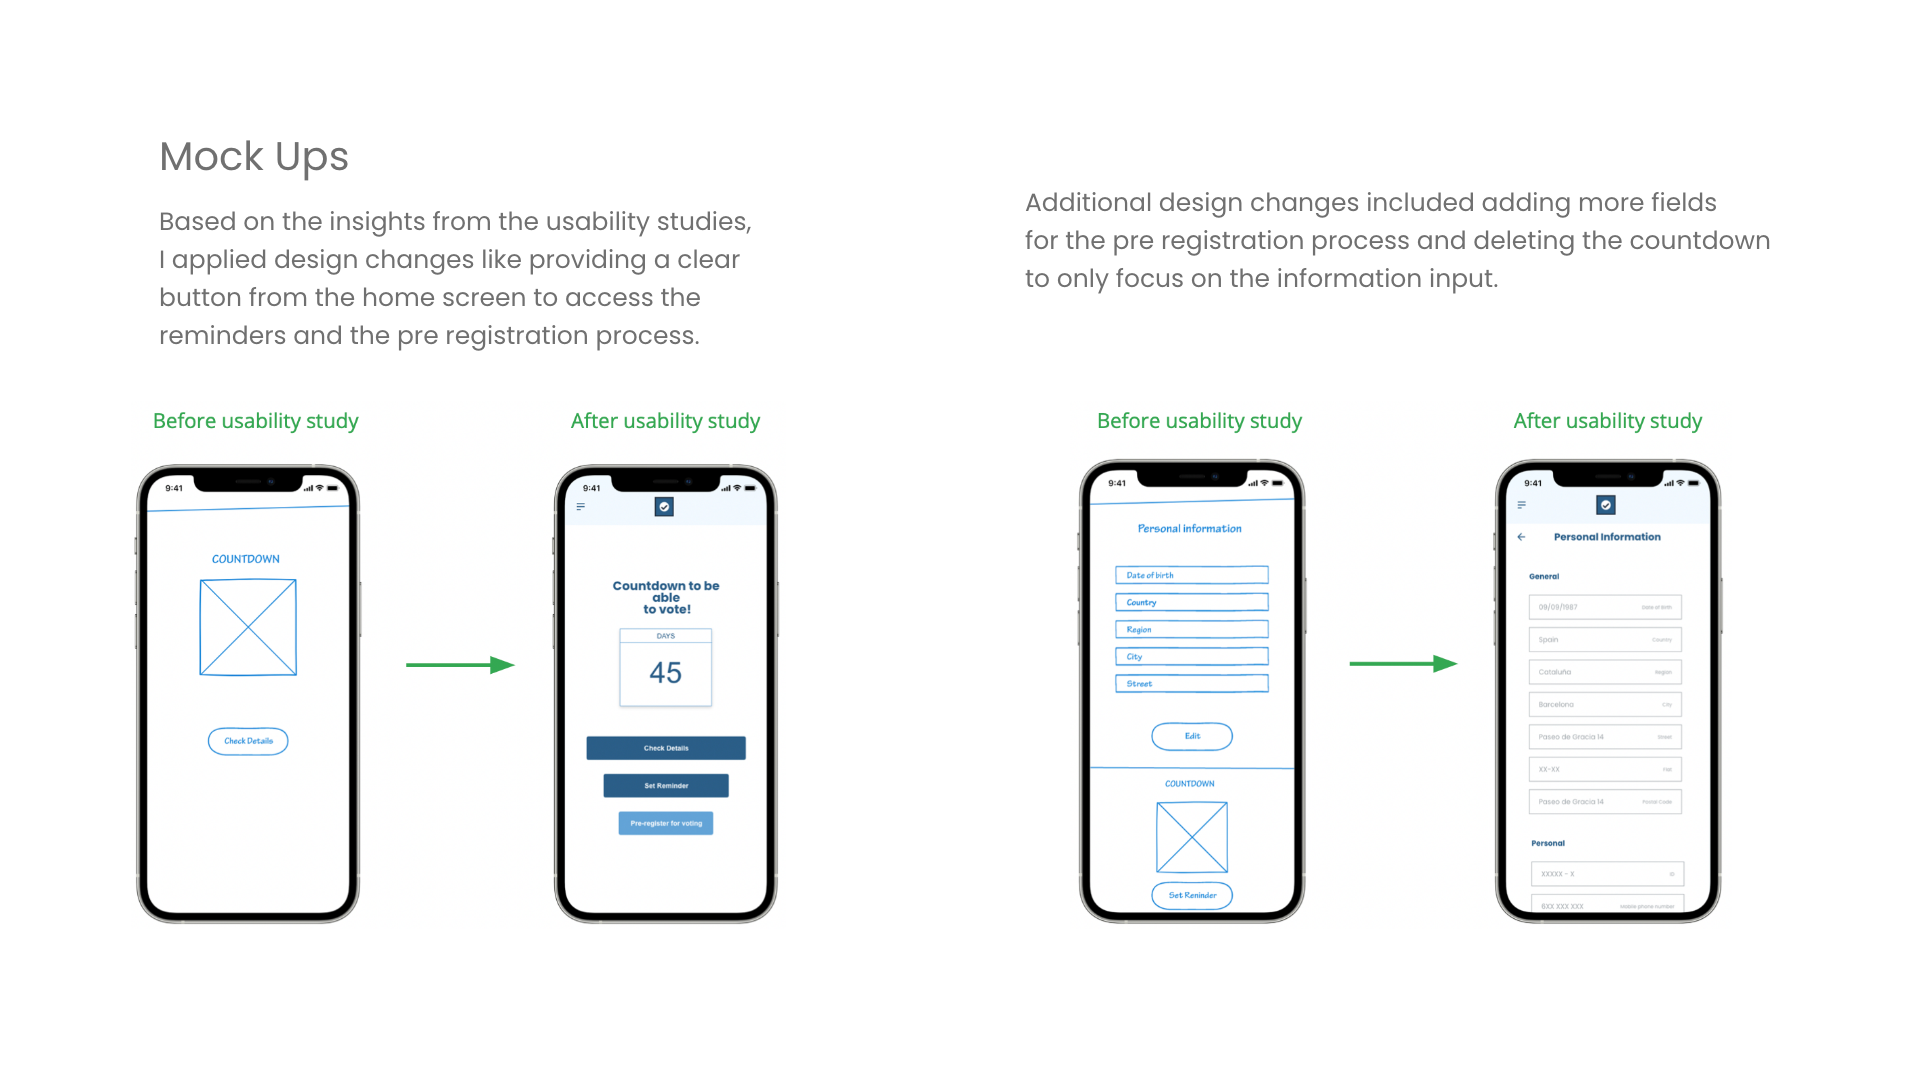 Mock Ups
Based on the insights from the usability studies,
I applied design changes like providing a clear
button from the home screen to access the
reminders and the pre registration process.
Additional design changes included adding more fields
for the pre registration process and deleting the countdown
to only focus on the information input.
Before usability study
After usability study
Before usability study
After usability study
9:41
COUNTDOWN
Check Details
9:41
Countdown to be
able
to vote!
DAYS
45
Check Details
Set Reminder
Pre-register for voting
9:41
Personal information
Date of birth
Country
Region
City
Street
Edit
COUNTDOWN
Set Reminder
9:41
Personal Information
General
09/09/1987 Date of Birth
Spain Country
Cataluña Region
Barcelona City
Paseo de Gracia 14 Street
XX-XX
Paseo de Gracia 14 Postal Code
Personal
XXXXX - X ID
6XX XXX XXX Mobile phone number